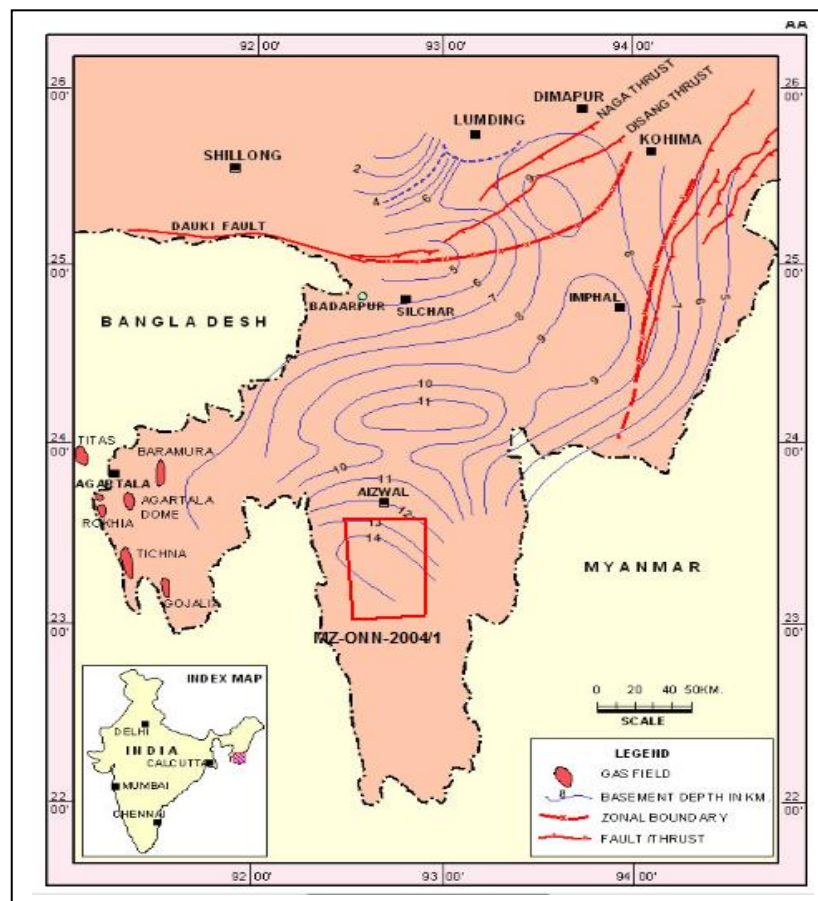 AA
92 00'
93 00'
94 00'
26
00'
26
00'
DIMAPUR
NAGA THRUST
LUMDING
DISANG THRUST
KOHIMA
SHILLONG
2
4
6
9
8
DAUKI FAULT
25
00'
5
6
7
7
6
5
25
00'
BADARPUR
SILCHAR
IMPHAL
8
9
9
BANGLA DESH
10
11
24
00'
24
00'
TITAS
BARAMURA
AGARTALA
AGARTALA
DOME
ROKHIA
10
11
AIZWAL
12
13
14
TICHNA
GOJALIA
MYANMAR
23
00'
23
00'
MZ-ONN-2004/1
INDEX MAP
DELHI
INDIA
CALCUTTA
MUMBAI
CHENNAI
0 20 40 50KM.
SCALE
LEGEND
GAS FIELD
8
BASEMENT DEPTH IN KM.
ZONAL BOUNDARY
FAULT /THRUST
22
00'
22
00'
92 00'
93 00'
94 00'